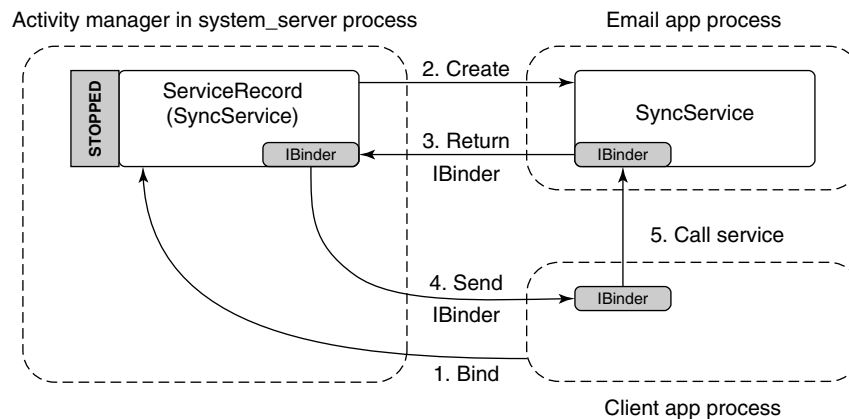 Activity manager in system_server process
Email app process
STOPPED
ServiceRecord
(SyncService)
IBinder
2. Create
3. Return
IBinder
SyncService
IBinder
5. Call service
4. Send
IBinder
IBinder
1. Bind
Client app process